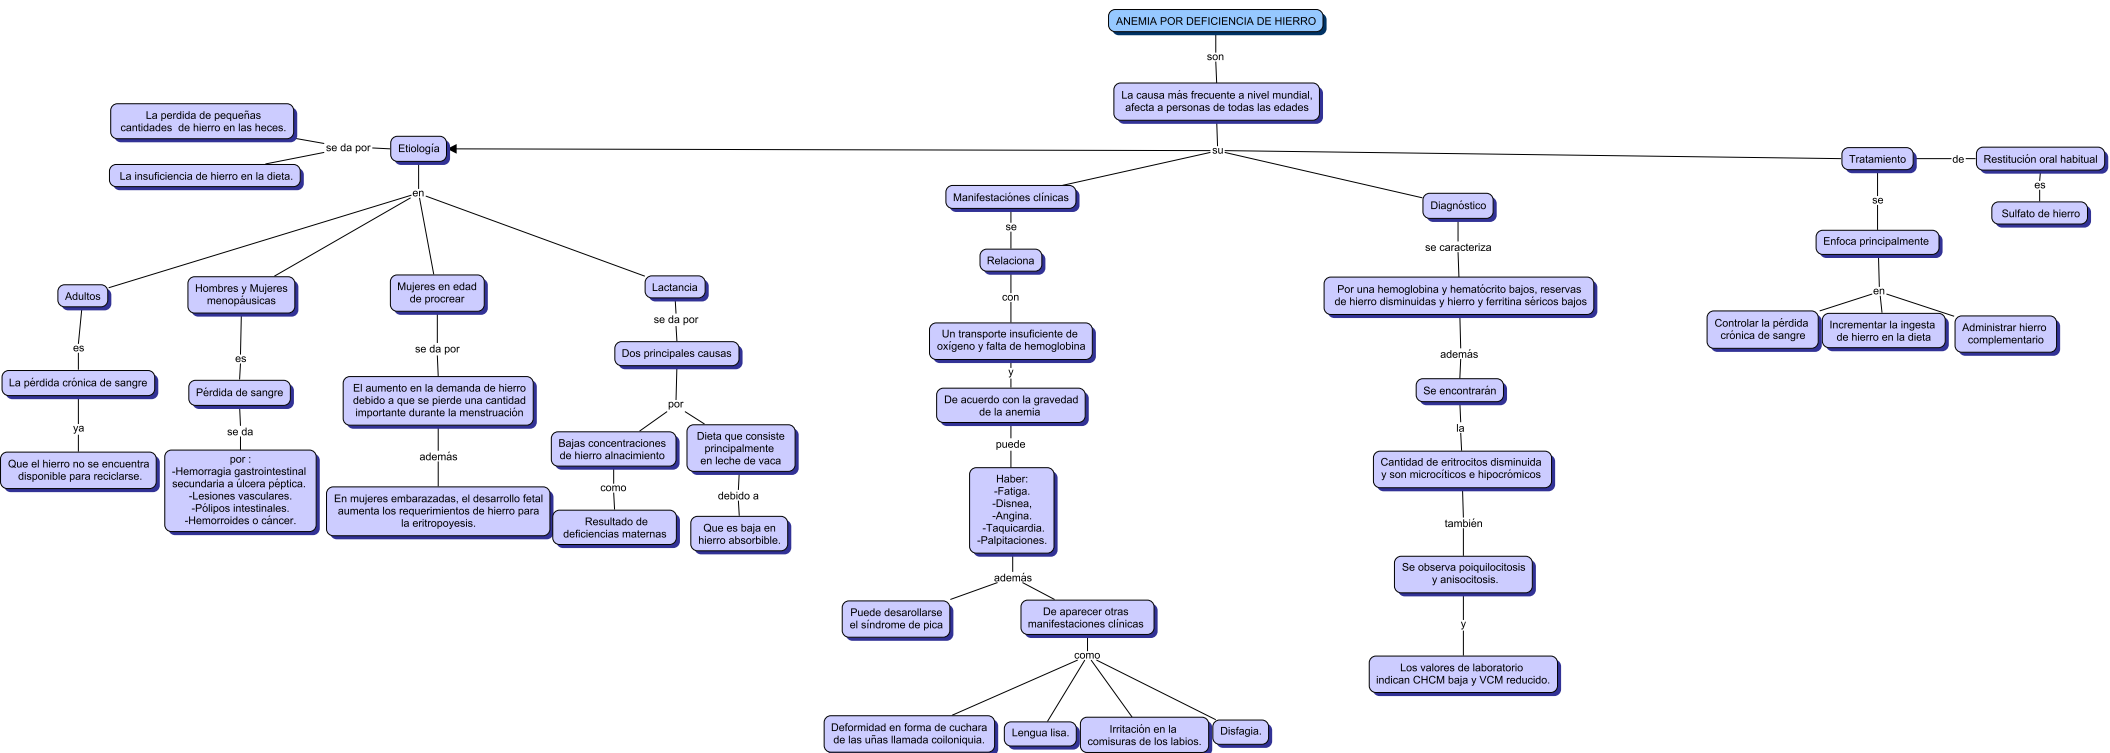 ANEMIA POR DEFICIENCIA DE HIERRO
son
La causa más frecuente a nivel mundial,
afecta a personas de todas las edades
su
Etiología
se da por
La perdida de pequeñas
cantidades de hierro en las heces.
La insuficiencia de hierro en la dieta.
en
Adultos
es
La pérdida crónica de sangre
ya
Que el hierro no se encuentra
disponible para reciclarse.
Hombres y Mujeres
menopáusicas
es
Pérdida de sangre
se da
por :
-Hemorragia gastrointestinal
secundaria a úlcera péptica.
-Lesiones vasculares.
-Pólipos intestinales.
-Hemorroides o cáncer.
Mujeres en edad
de procrear
se da por
El aumento en la demanda de hierro
debido a que se pierde una cantidad
importante durante la menstruación
además
En mujeres embarazadas, el desarrollo fetal
aumenta los requerimientos de hierro para
la eritropoyesis.
Lactancia
se da por
Dos principales causas
por
Bajas concentraciones
de hierro alnacimiento
como
Resultado de
deficiencias maternas
Dieta que consiste
principalmente
en leche de vaca
debido a
Que es baja en
hierro absorbible.
Manifestaciónes clínicas
se
Relaciona
con
Un transporte insuficiente de
oxígeno y falta de hemoglobina
y
De acuerdo con la gravedad
de la anemia
puede
Haber:
-Fatiga.
-Disnea,
-Angina.
-Taquicardia.
-Palpitaciones.
además
Puede desarollarse
el síndrome de pica
De aparecer otras
manifestaciones clínicas
como
Deformidad en forma de cuchara
de las uñas llamada coiloniquia.
Lengua lisa.
Irritación en la
comisuras de los labios.
Disfagia.
Diagnóstico
se caracteriza
Por una hemoglobina y hematócrito bajos, reservas
de hierro disminuidas y hierro y ferritina séricos bajos
además
Se encontrarán
la
Cantidad de eritrocitos disminuida
y son microcíticos e hipocrómicos
también
Se observa poiquilocitosis
y anisocitosis.
y
Los valores de laboratorio
indican CHCM baja y VCM reducido.
Tratamiento
de
Restitución oral habitual
es
Sulfato de hierro
se
Enfoca principalmente
en
Controlar la pérdida
crónica de sangre
Incrementar la ingesta
de hierro en la dieta
Administrar hierro
complementario